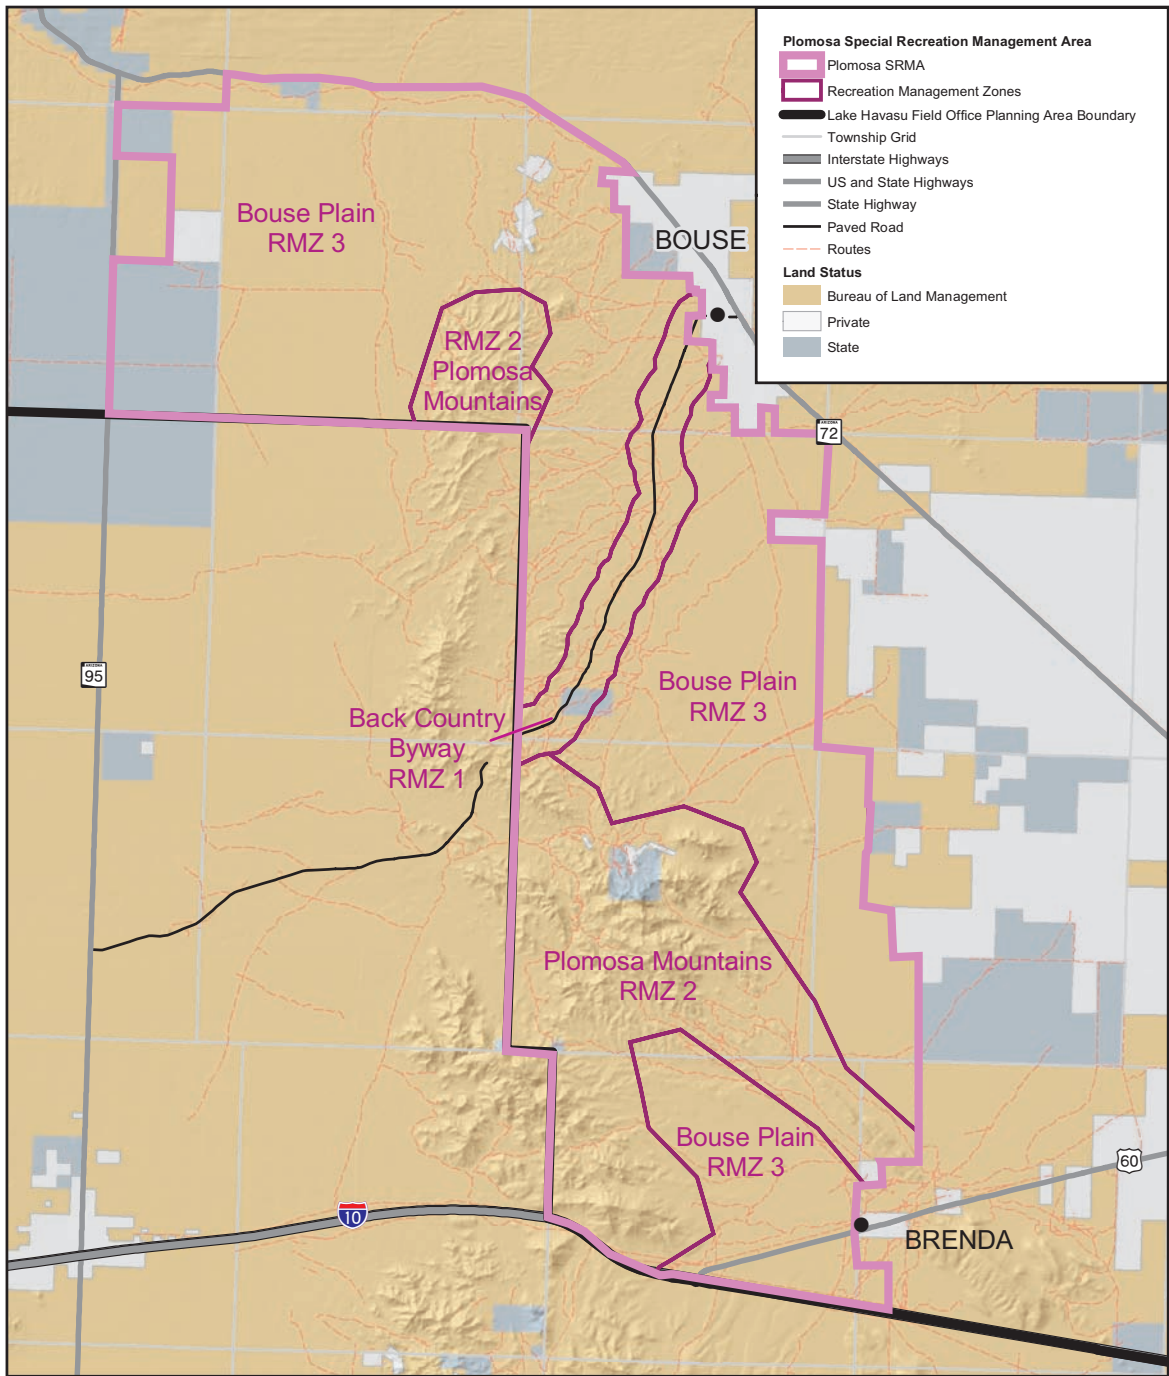 Plomosa Special Recreation Management Area
Plomosa SRMA
Recreation Management Zones
Lake Havasu Field Office Planning Area Boundary
Township Grid
Interstate Highways
US and State Highways
State Highway
Paved Road
Routes
Land Status
Bureau of Land Management
Private
State
Bouse Plain
RMZ 3
BOUSE
RMZ 2
Plomosa
Mountains
ARIZONA
72
ARIZONA
95
Bouse Plain
RMZ 3
Back Country
Byway
RMZ 1
Plomosa Mountains
RMZ 2
Bouse Plain
RMZ 3
60
10
BRENDA